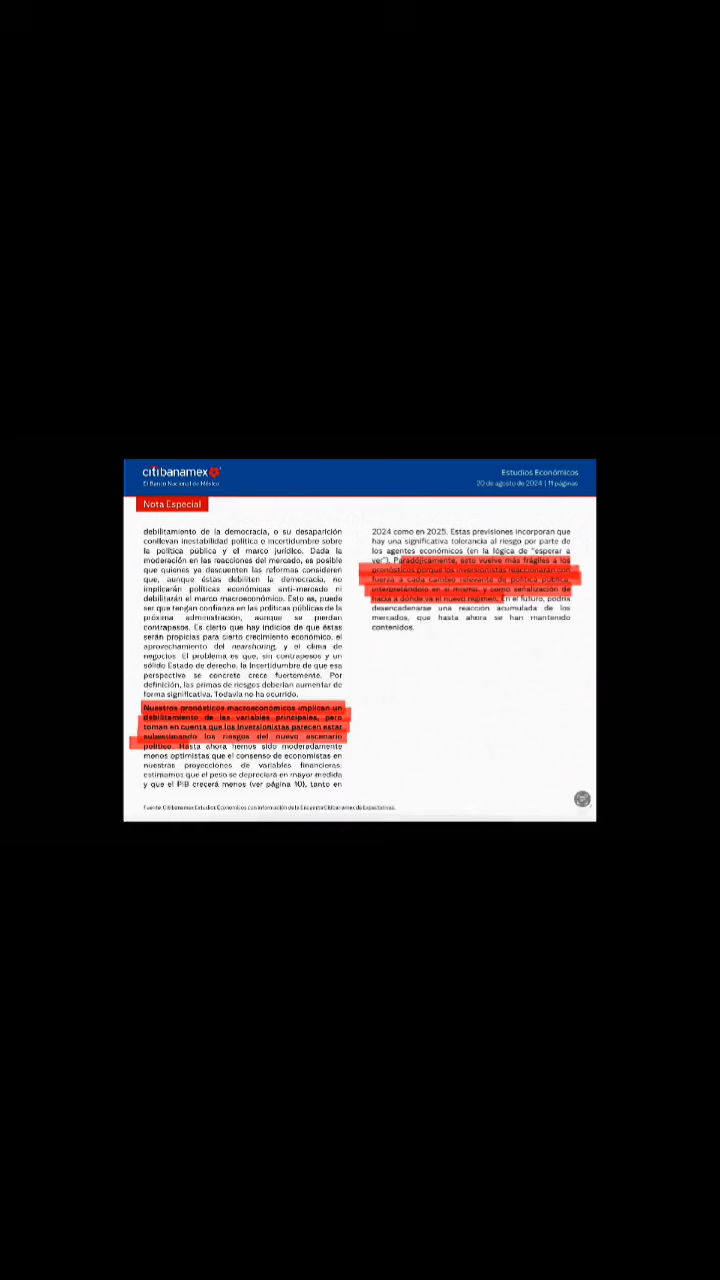 citibanamex
El Banco Nacional de México
Estudios Económicos
20 de agosto de 2024 | 11 páginas
Nota Especial
debilitamiento de la democracia, o su desaparición
conllevan inestabilidad política e incertidumbre sobre
la política pública y el marco jurídico. Dada la
moderación en las reacciones del mercado, es posible
que quienes ya descuenten las reformas consideren
que, aunque éstas debiliten la democracia, no
implicarán políticas económicas anti-mercado ni
debilitarán el marco macroeconómico. Esto es, puede
ser que tengan confianza en las políticas públicas de la
próxima administración, aunque se pierdan
contrapesos. Es cierto que hay indicios de que éstas
serán propicias para cierto crecimiento económico, el
aprovechamiento del nearshoring, y el clima de
negocios. El problema es que, sin contrapesos y un
sólido Estado de derecho, la incertidumbre de que esa
perspectiva se concrete crece fuertemente. Por
definición, las primas de riesgos deberían aumentar de
forma significativa. Todavía no ha ocurrido.
Nuestros pronósticos macroeconómicos implican un
debilitamiento de las variables principales, pero
toman en cuenta que los inversionistas parecen estar
subestimando los riesgos del nuevo escenario
político. Hasta ahora hemos sido moderadamente
menos optimistas que el consenso de economistas en
nuestras proyecciones de variables financieras:
estimamos que el peso se depreciará en mayor medida
y que el PIB crecerá menos (ver página 10), tanto en
2024 como en 2025. Estas previsiones incorporan que
hay una significativa tolerancia al riesgo por parte de
los agentes económicos (en la lógica de "esperar a
ver"). Paradójicamente, esto vuelve más frágiles a los
pronósticos porque los inversionistas reaccionarán con
fuerza a cada cambio relevante de política pública,
interpretándolo en sí mismo, y como señalización de
hacia a dónde va el nuevo régimen. En el futuro, podría
desencadenarse una reacción acumulada de los
mercados, que hasta ahora se han mantenido
contenidos.
Fuente: Citibanamex Estudios Económicos con información de la Encuesta Citibanamex de Expectativas.